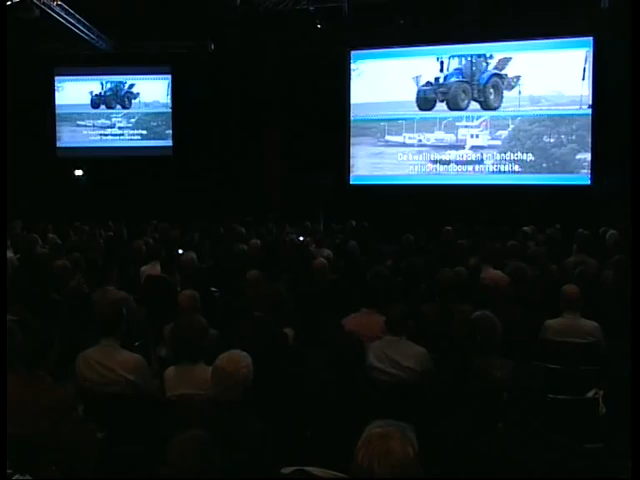 De kwaliteit van steden en landschap,
natuur, landbouw en recreatie.